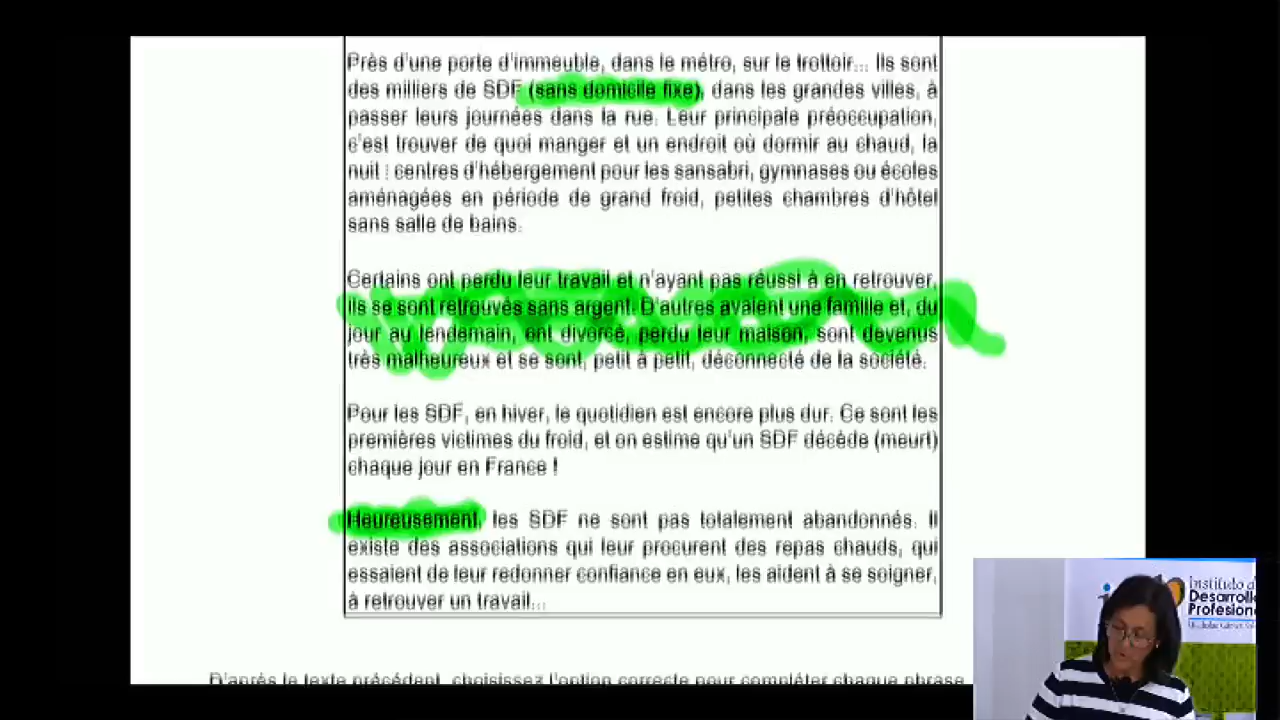 Près d'une porte d'immeuble, dans le métro, sur le trottoir... Ils sont
des milliers de SDF (sans domicile fixe), dans les grandes villes, à
passer leurs journées dans la rue. Leur principale préoccupation,
c'est trouver de quoi manger et un endroit où dormir au chaud, la
nuit : centres d'hébergement pour les sansabri, gymnases ou écoles
aménagées en période de grand froid, petites chambres d'hôtel
sans salle de bains.
Certains ont perdu leur travail et n'ayant pas réussi à en retrouver,
ils se sont retrouvés sans argent. D'autres avaient une famille et, du
jour au lendemain, ont divorcé, perdu leur maison, sont devenus
très malheureux et se sont, petit à petit, déconnecté de la société.
Pour les SDF, en hiver, le quotidien est encore plus dur. Ce sont les
premières victimes du froid, et on estime qu'un SDF décède (meurt)
chaque jour en France !
Heureusement, les SDF ne sont pas totalement abandonnés. Il
existe des associations qui leur procurent des repas chauds, qui
essaient de leur redonner confiance en eux, les aident à se soigner,
à retrouver un travail...
D'après le texte précédent, choisissez l'option correcte pour compléter chaque phrase
Instituto d
Desarroll
Profesion